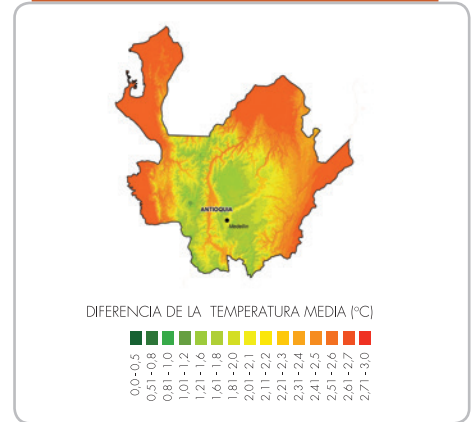 ANTIOQUIA
Medellín
DIFERENCIA DE LA TEMPERATURA MEDIA (ºC)
0,0 - 0,5
0,51 - 0,8
0,81 - 1,0
1,01 - 1,2
1,21 - 1,6
1,61 - 1,8
1,81 - 2,0
2,01 - 2,1
2,11 - 2,2
2,21 - 2,3
2,31 - 2,4
2,41 - 2,5
2,51 - 2,6
2,61 - 2,7
2,71 - 3,0